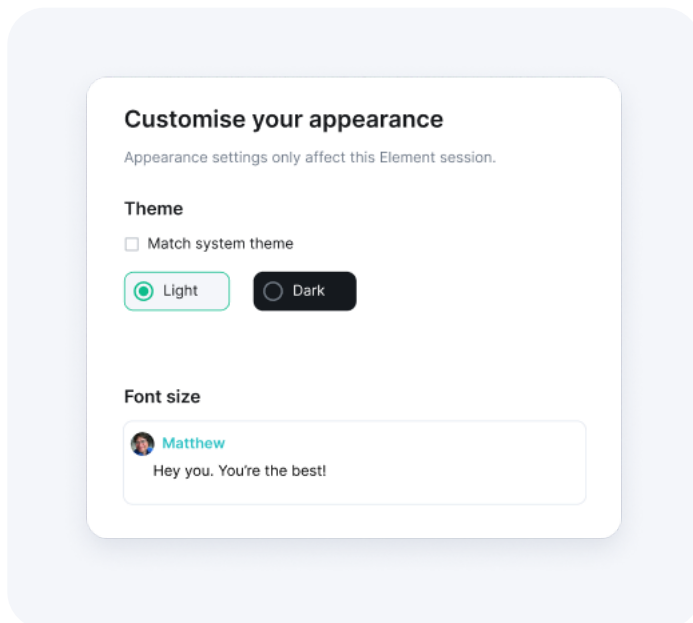 Customise your appearance
Appearance settings only affect this Element session.
Theme
Match system theme
Light
Dark
Font size
Matthew
Hey you. You're the best!